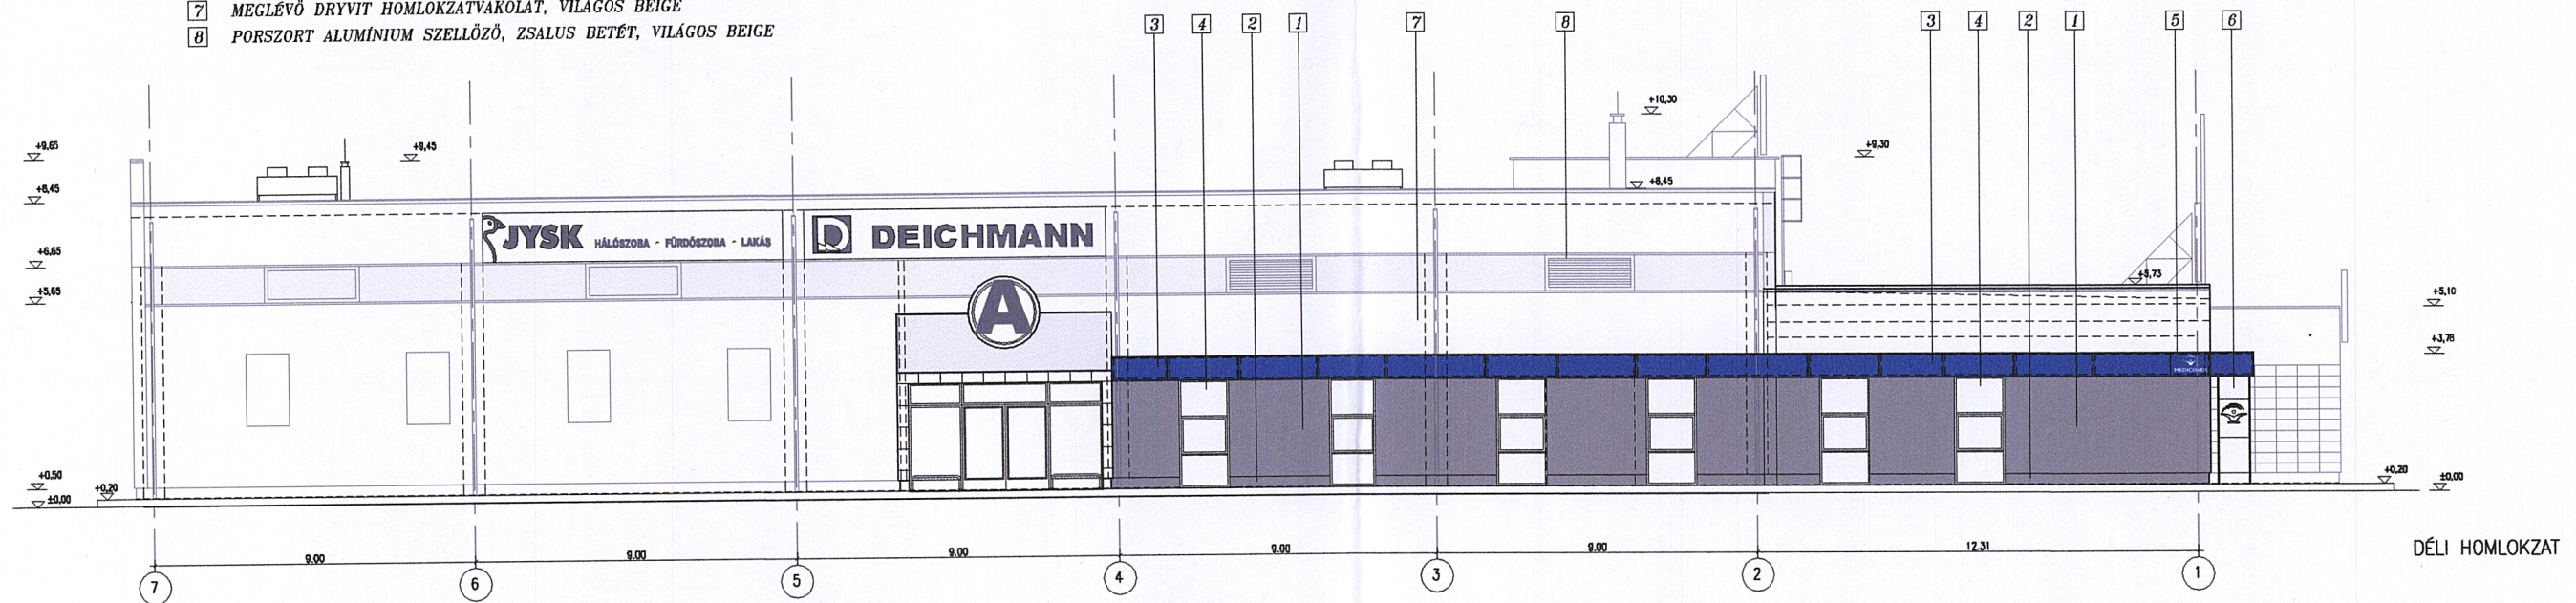 7 MEGLÉVŐ DRYVIT HOMLOKZATVAKOLAT, VILÁGOS BEIGE
8 PORSZORT ALUMÍNIUM SZELLŐZŐ, ZSALUS BETÉT, VILÁGOS BEIGE
3 4 2 1 7 8 3 4 2 1 5 6
+10,30
+9,65 +9,45 +9,30
+8,45 +8,45
JYSK HÁLÓSZOBA - FÜRDŐSZOBA - LAKÁS
DEICHMANN
+6,65
+5,73
+5,65 +5,10
A
+3,78
MEDICOVER
+0,50 +0,20 +0,20
±0,00 ±0,00
DÉLI HOMLOKZAT
9.00 9.00 9.00 9.00 9.00 12.31
7 6 5 4 3 2 1